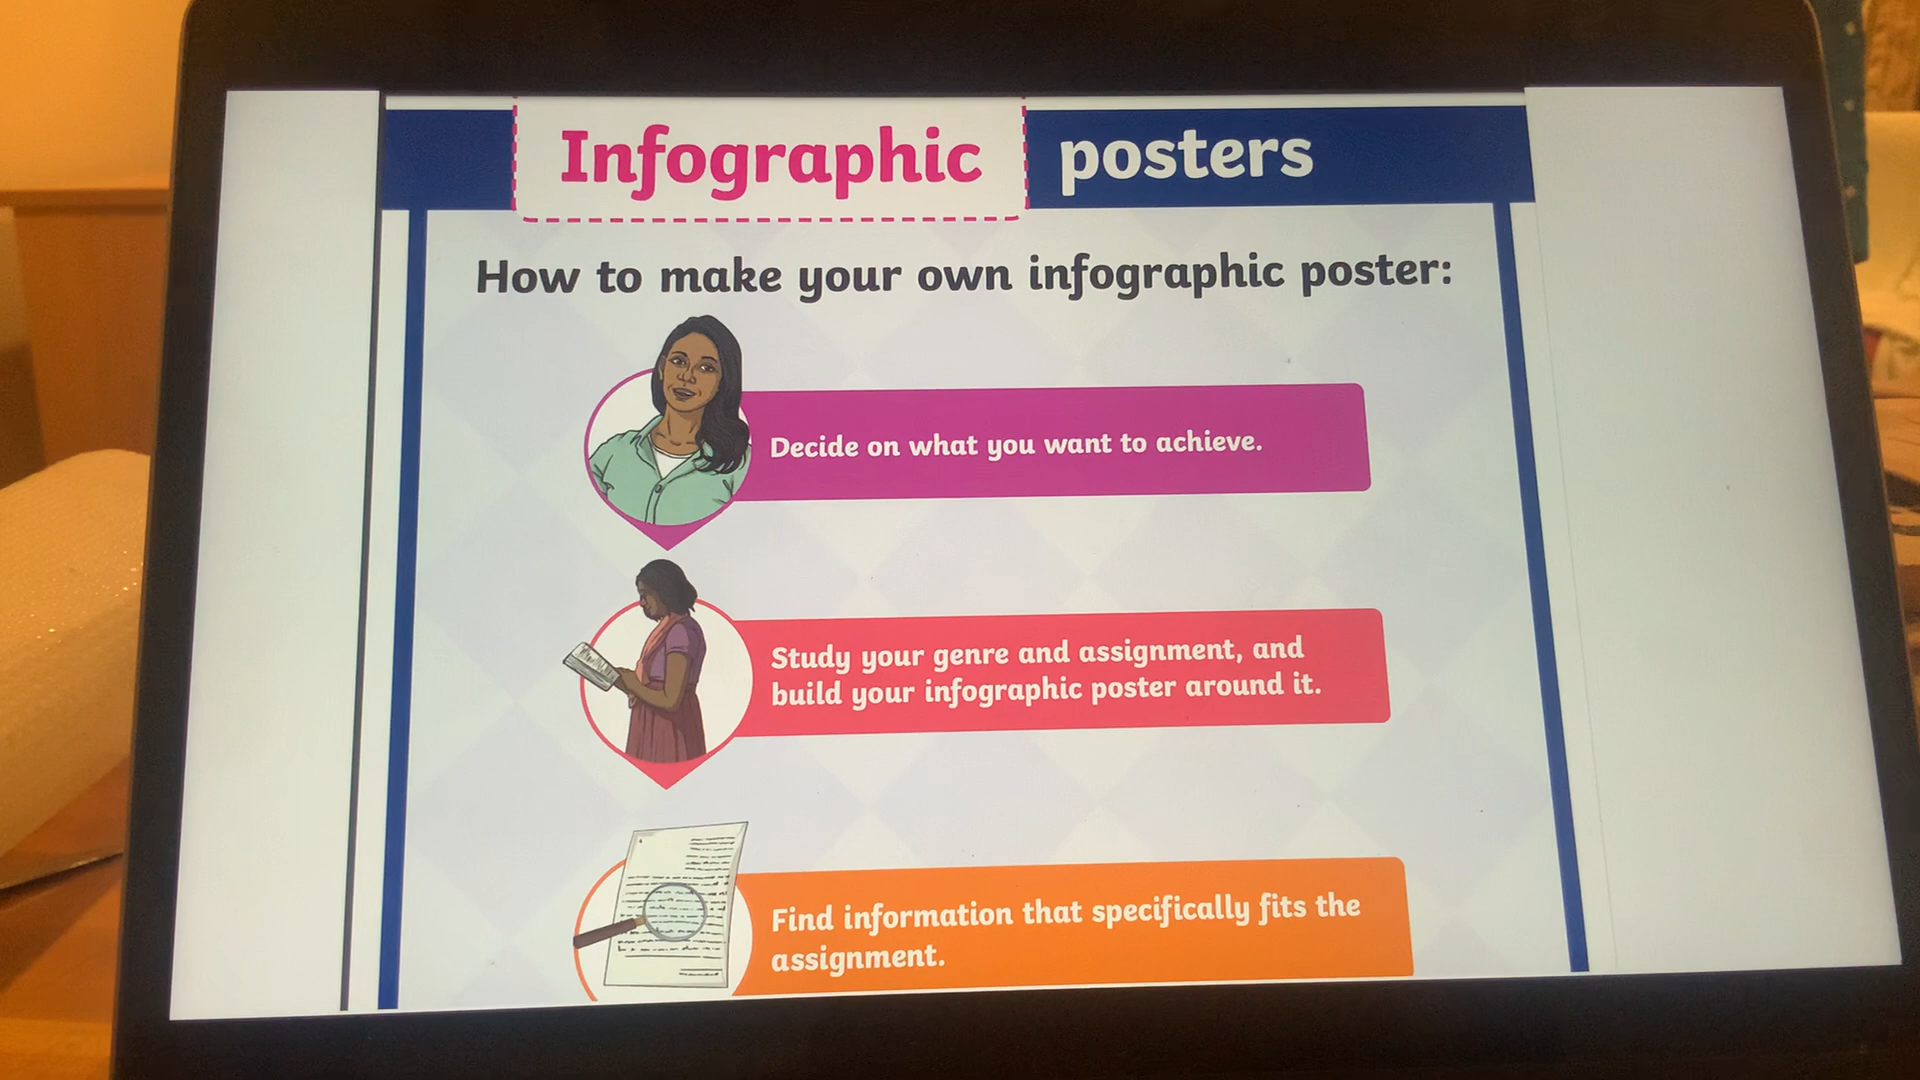 Infographic posters
How to make your own infographic poster:
Decide on what you want to achieve.
Study your genre and assignment, and
build your infographic poster around it.
Find information that specifically fits the
assignment.